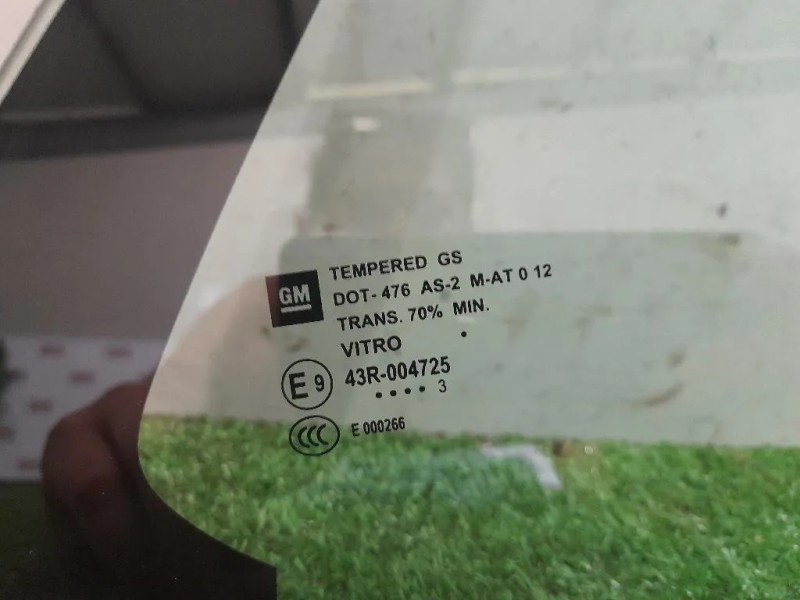 GM
TEMPERED GS
DOT-476 AS-2 M-AT 0 12
TRANS. 70% MIN.
VITRO
E 9 43R-004725
• • • • 3
CCC E 000266